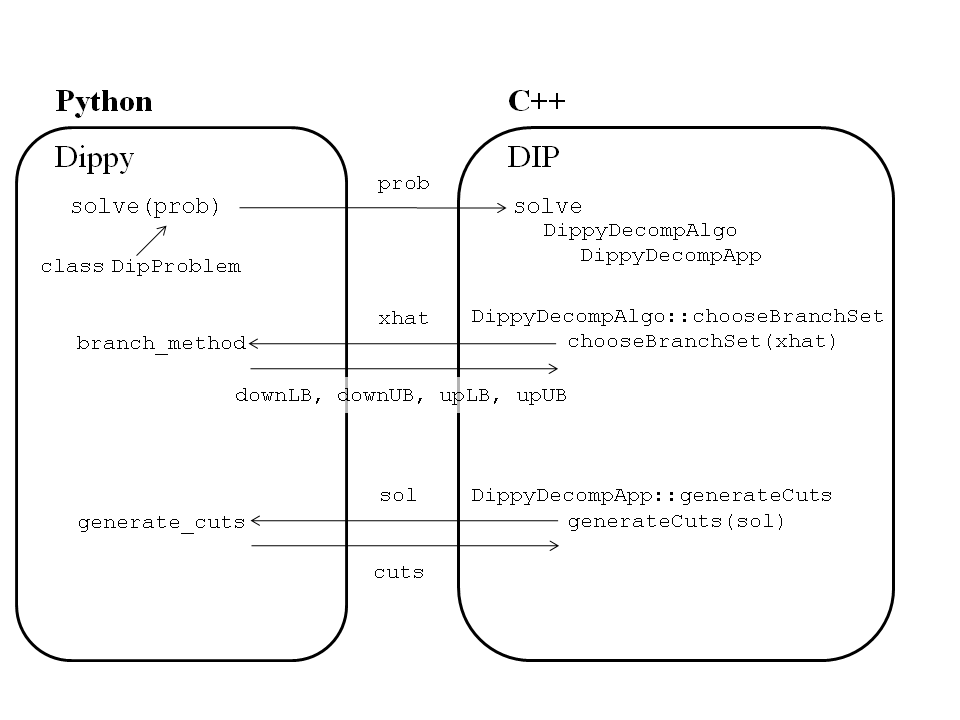 Python
C++
Dippy
DIP
prob
solve(prob)
solve
DippyDecompAlgo
DippyDecompApp
class DipProblem
xhat
DippyDecompAlgo::chooseBranchSet
branch_method
chooseBranchSet(xhat)
downLB, downUB, upLB, upUB
sol
DippyDecompApp::generateCuts
generate_cuts
generateCuts(sol)
cuts